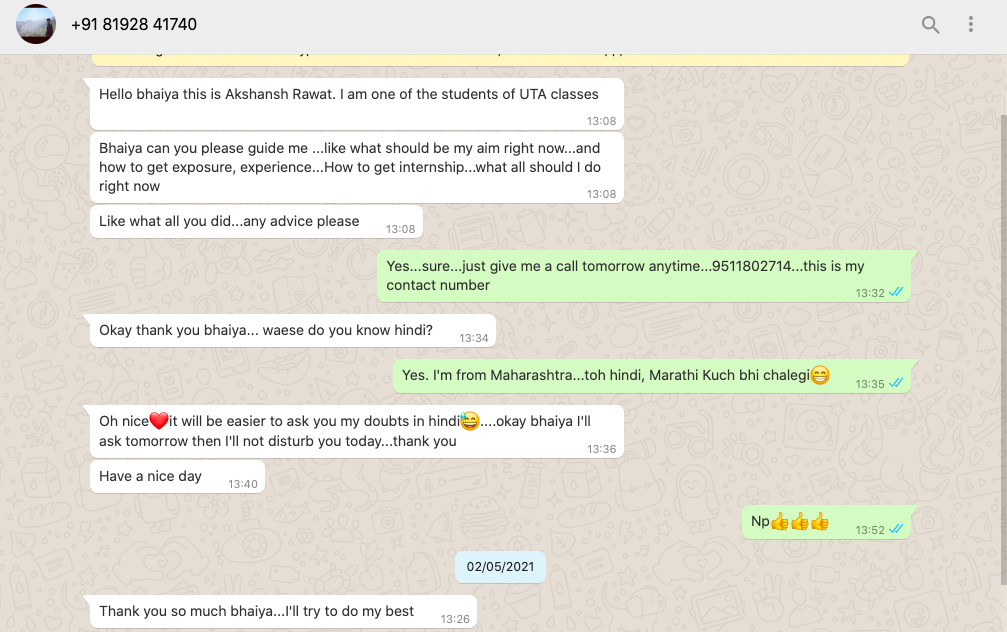 +91 81928 41740
Hello bhaiya this is Akshansh Rawat. I am one of the students of UTA classes
13:08
Bhaiya can you please guide me ...like what should be my aim right now...and
how to get exposure, experience...How to get internship...what all should I do
right now
13:08
Like what all you did...any advice please
13:08
Yes...sure...just give me a call tomorrow anytime...9511802714...this is my
contact number
13:32
Okay thank you bhaiya... waese do you know hindi?
13:34
Yes. I'm from Maharashtra...toh hindi, Marathi Kuch bhi chalegi😁
13:35
Oh nice❤️it will be easier to ask you my doubts in hindi😅....okay bhaiya I'll
ask tomorrow then I'll not disturb you today...thank you
13:36
Have a nice day
13:40
Np👍👍👍
13:52
02/05/2021
Thank you so much bhaiya...I'll try to do my best
13:26